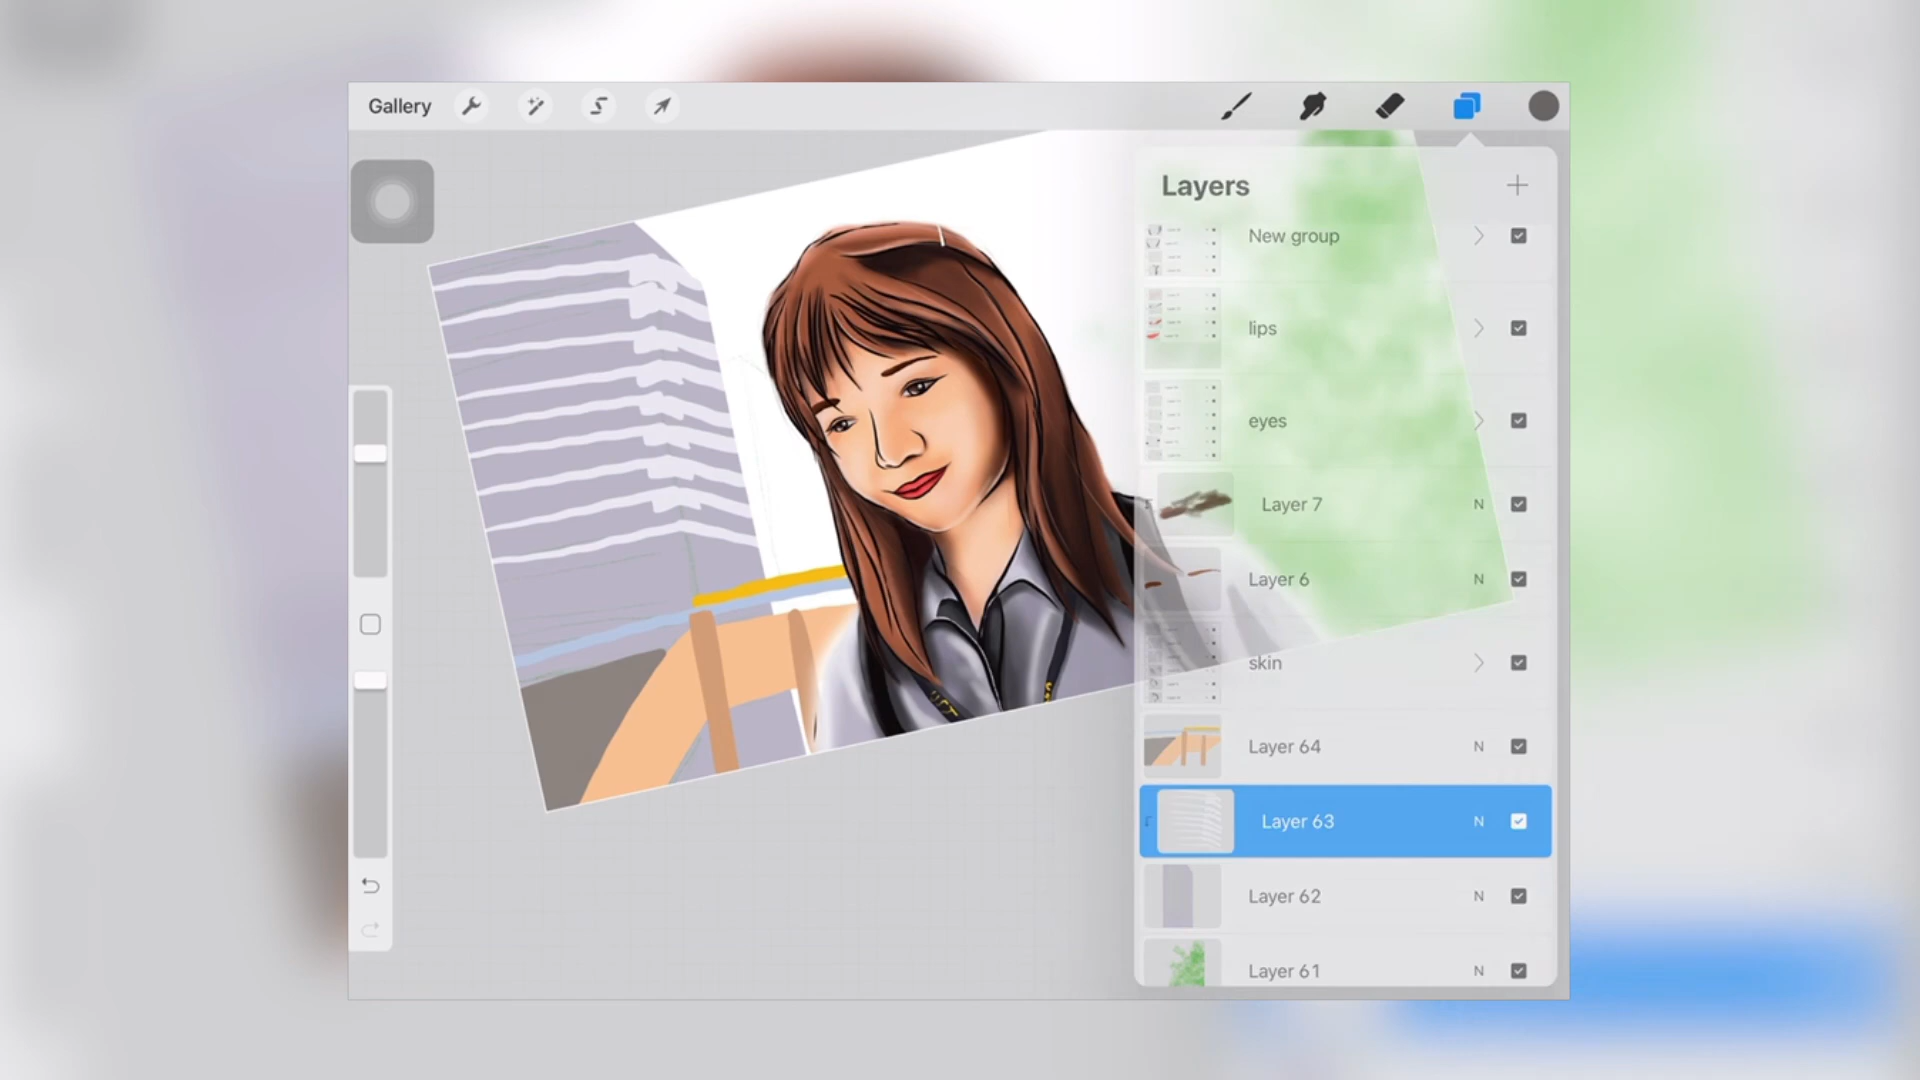 Gallery
Layers
New group
lips
eyes
Layer 7 N
Layer 6 N
skin
Layer 64 N
Layer 63 N
Layer 62 N
Layer 61 N